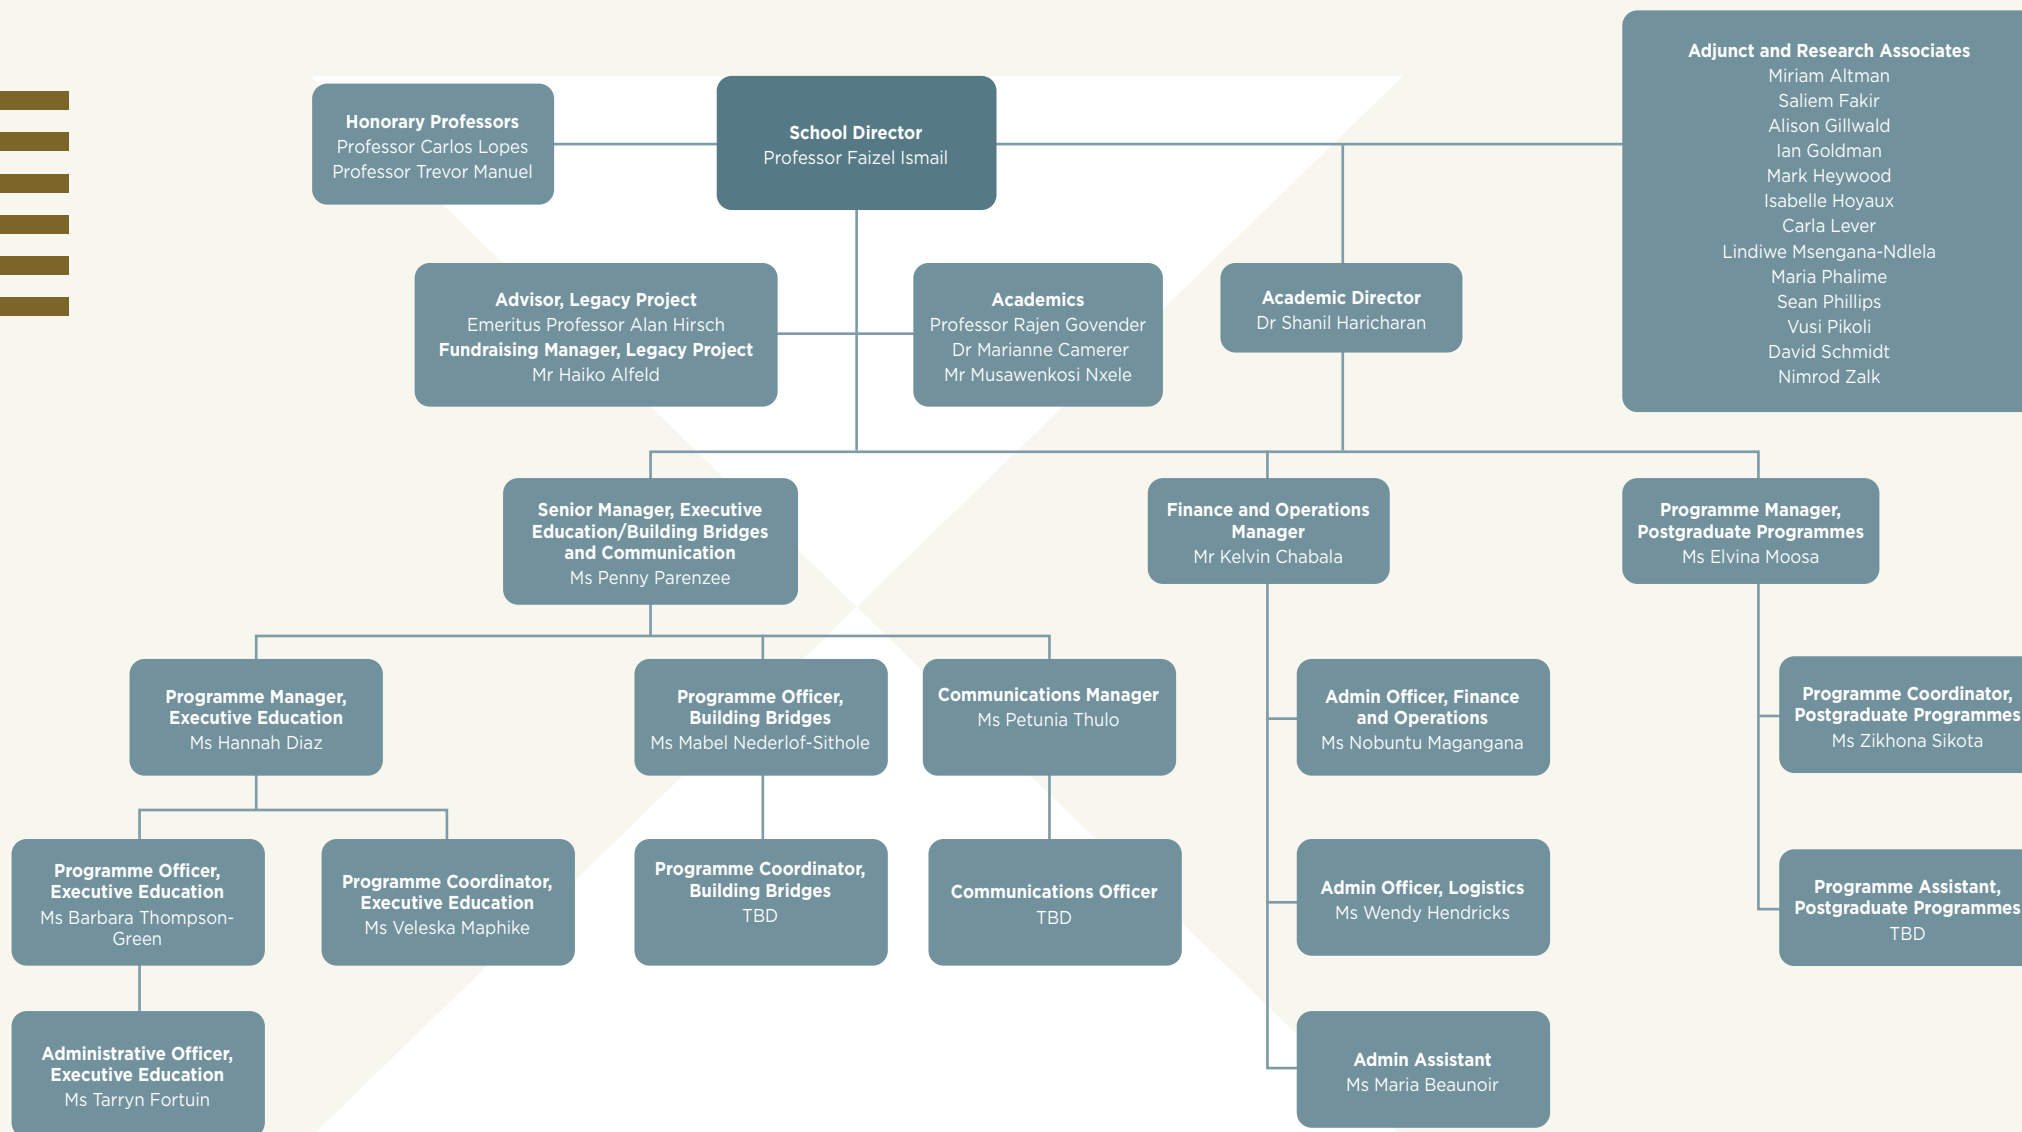 Honorary Professors
Professor Carlos Lopes
Professor Trevor Manuel
School Director
Professor Faizel Ismail
Adjunct and Research Associates
Miriam Altman
Saliem Fakir
Alison Gillwald
Ian Goldman
Mark Heywood
Isabelle Hoyaux
Carla Lever
Lindiwe Msengana-Ndlela
Maria Phalime
Sean Phillips
Vusi Pikoli
David Schmidt
Nimrod Zalk
Advisor, Legacy Project
Emeritus Professor Alan Hirsch
Fundraising Manager, Legacy Project
Mr Haiko Alfeld
Academics
Professor Rajen Govender
Dr Marianne Camerer
Mr Musawenkosi Nxele
Academic Director
Dr Shanil Haricharan
Senior Manager, Executive
Education/Building Bridges
and Communication
Ms Penny Parenzee
Finance and Operations
Manager
Mr Kelvin Chabala
Programme Manager,
Postgraduate Programmes
Ms Elvina Moosa
Programme Manager,
Executive Education
Ms Hannah Diaz
Programme Officer,
Building Bridges
Ms Mabel Nederlof-Sithole
Communications Manager
Ms Petunia Thulo
Admin Officer, Finance
and Operations
Ms Nobuntu Magangana
Programme Coordinator,
Postgraduate Programmes
Ms Zikhona Sikota
Programme Officer,
Executive Education
Ms Barbara Thompson-
Green
Programme Coordinator,
Executive Education
Ms Veleska Maphike
Programme Coordinator,
Building Bridges
TBD
Communications Officer
TBD
Admin Officer, Logistics
Ms Wendy Hendricks
Programme Assistant,
Postgraduate Programmes
TBD
Administrative Officer,
Executive Education
Ms Tarryn Fortuin
Admin Assistant
Ms Maria Beaunoir